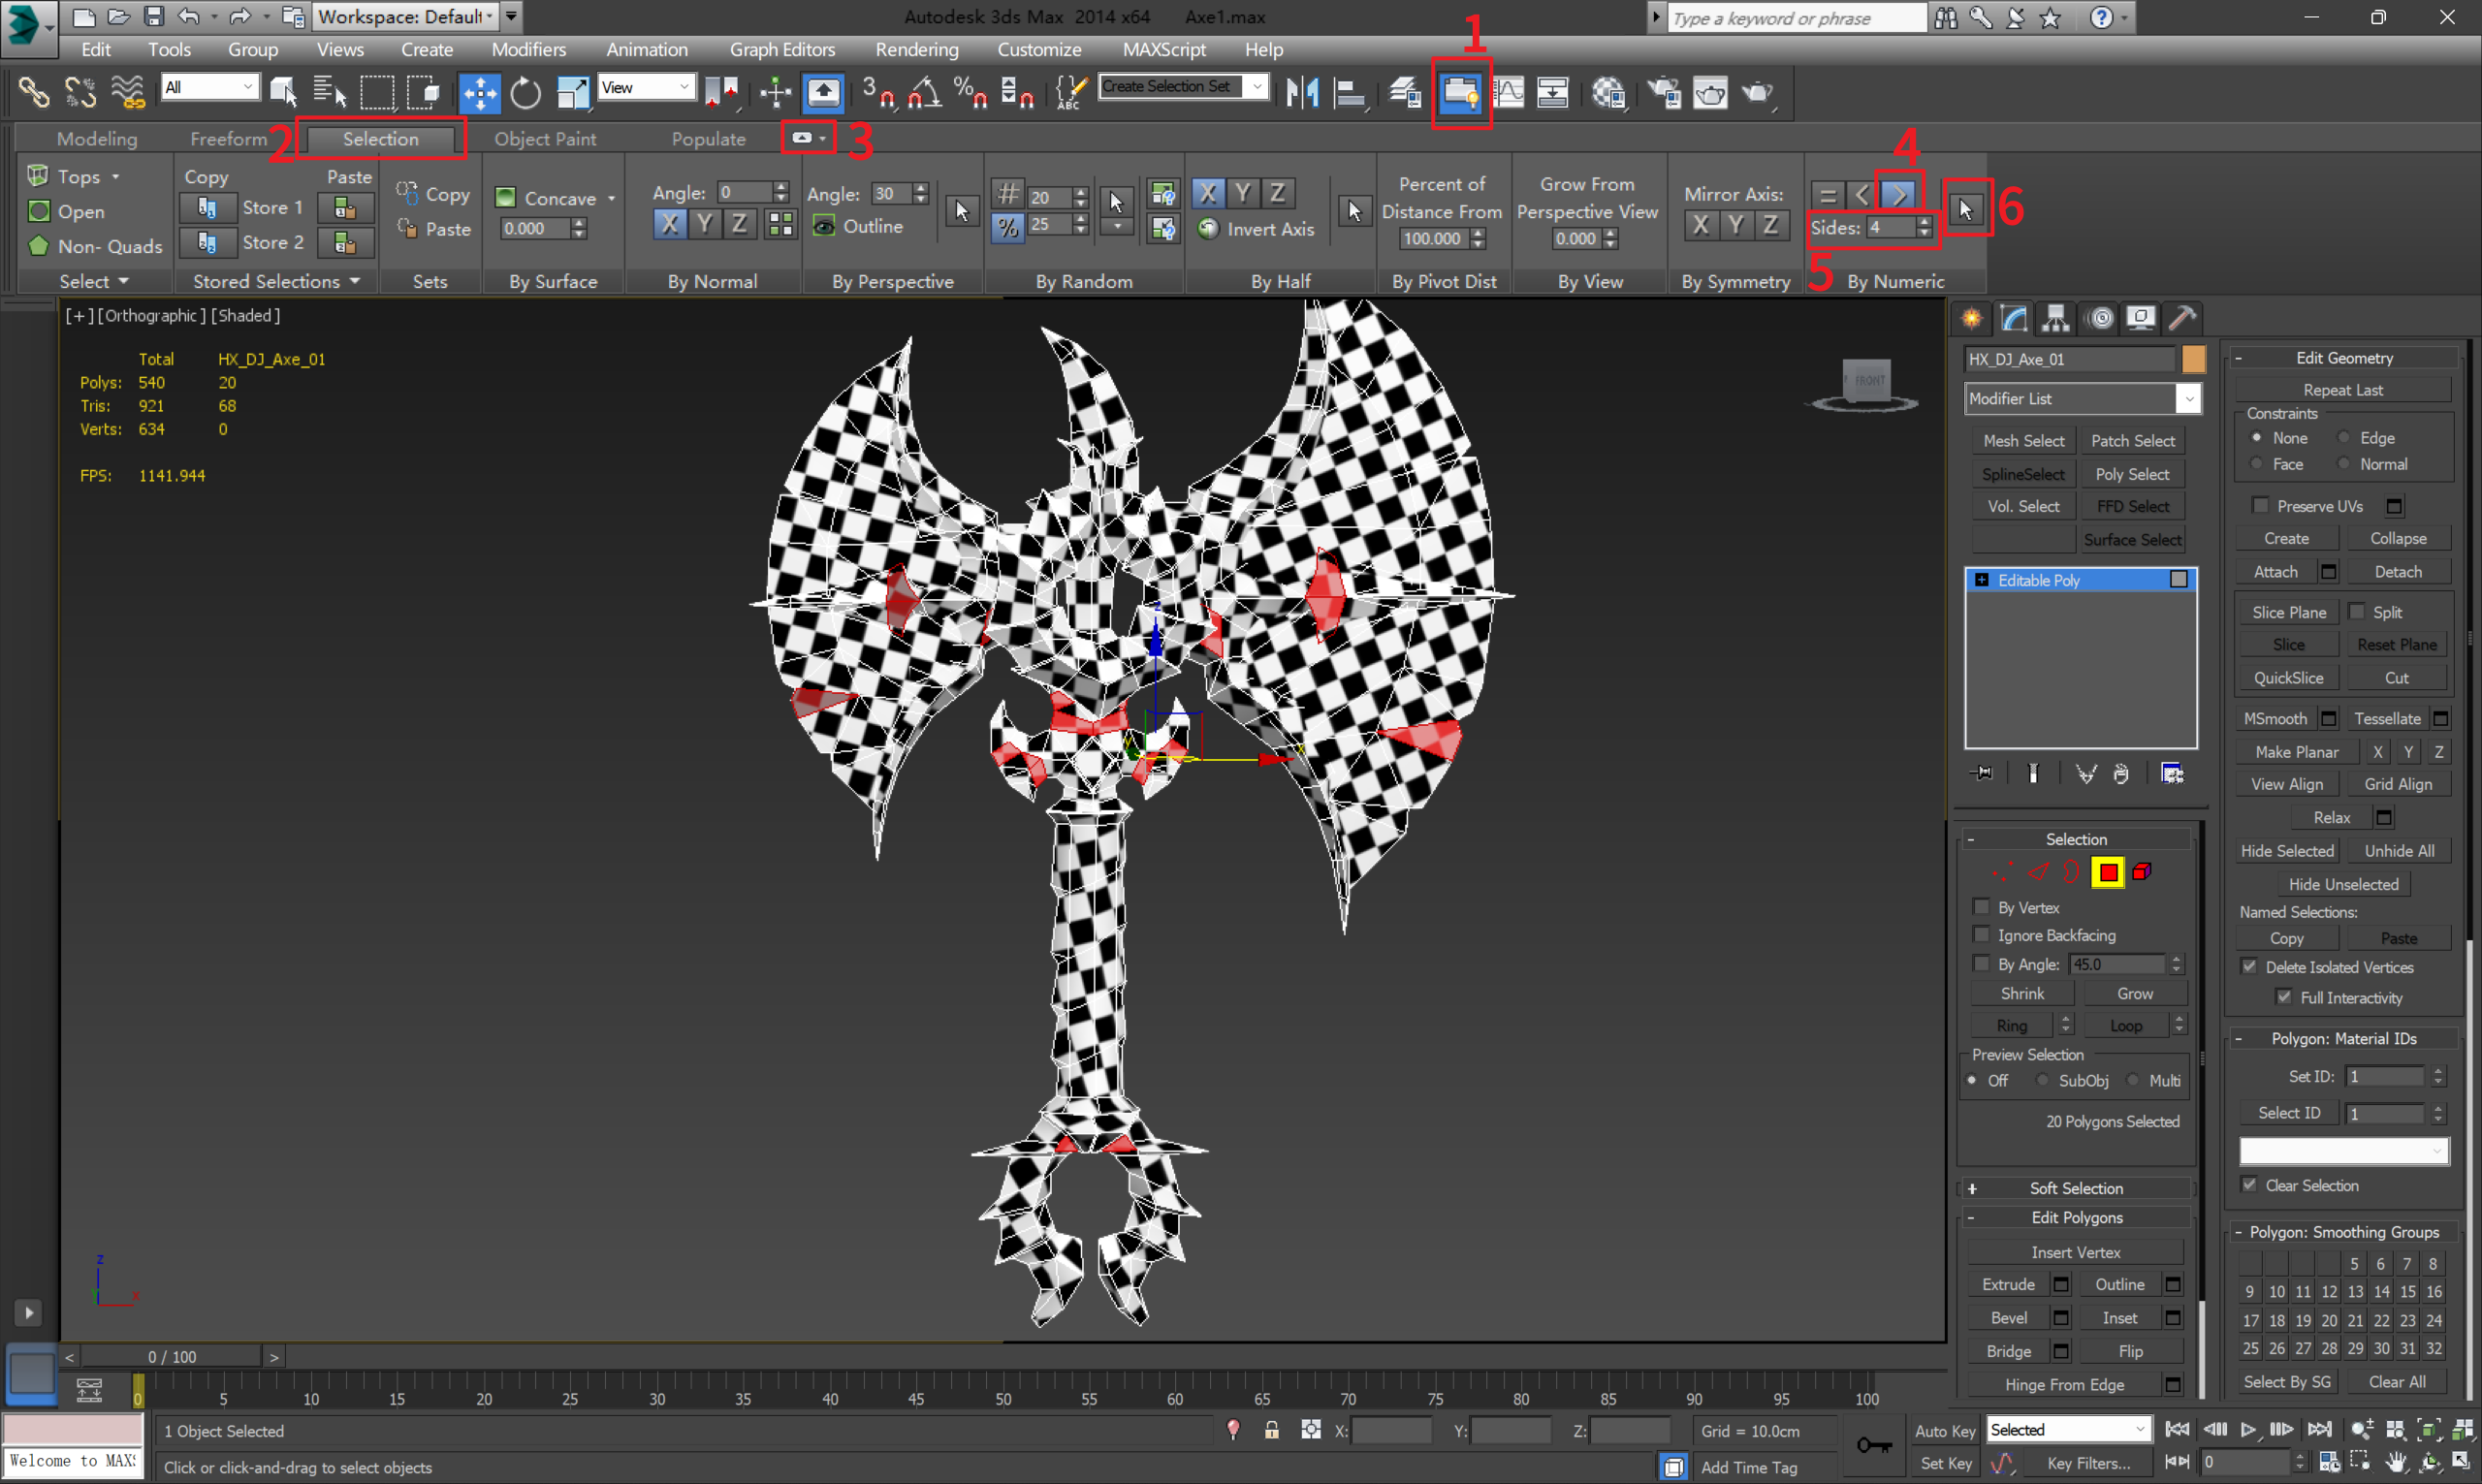 Workspace: Default
Autodesk 3ds Max 2014 x64 Axe1.max
Type a keyword or phrase
Edit Tools Group Views Create Modifiers Animation Graph Editors Rendering Customize MAXScript Help
1
All
View
3
%
ABC
Create Selection Set
Modeling Freeform 2 Selection Object Paint Populate 3
4
Tops
Open
Non- Quads
Select
Copy Paste
Store 1
Store 2
Stored Selections
Copy
Paste
Sets
Concave
0.000
By Surface
Angle: 0
X Y Z
By Normal
Angle: 30
Outline
By Perspective
# 20
% 25
By Random
X Y Z
Invert Axis
By Half
Percent of
Distance From
100.000
By Pivot Dist
Grow From
Perspective View
0.000
By View
Mirror Axis:
X Y Z
By Symmetry
= < >
Sides: 4
5
By Numeric
6
[+] [Orthographic] [Shaded]
Total HX_DJ_Axe_01
Polys: 540 20
Tris: 921 68
Verts: 634 0
FPS: 1141.944
FRONT
z
x
y
z
x
y
HX_DJ_Axe_01
Modifier List
Mesh Select Patch Select
SplineSelect Poly Select
Vol. Select FFD Select
Surface Select
Editable Poly
- Selection
By Vertex
Ignore Backfacing
By Angle: 45.0
Shrink Grow
Ring Loop
Preview Selection
Off SubObj Multi
20 Polygons Selected
+ Soft Selection
- Edit Polygons
Insert Vertex
Extrude Outline
Bevel Inset
Bridge Flip
Hinge From Edge
- Edit Geometry
Repeat Last
Constraints
None Edge
Face Normal
Preserve UVs
Create Collapse
Attach Detach
Slice Plane Split
Slice Reset Plane
QuickSlice Cut
MSmooth Tessellate
Make Planar X Y Z
View Align Grid Align
Relax
Hide Selected Unhide All
Hide Unselected
Named Selections:
Copy Paste
Delete Isolated Vertices
Full Interactivity
- Polygon: Material IDs
Set ID: 1
Select ID 1
Clear Selection
- Polygon: Smoothing Groups
5 6 7 8
9 10 11 12 13 14 15 16
17 18 19 20 21 22 23 24
25 26 27 28 29 30 31 32
Select By SG Clear All
< 0 / 100 >
0 5 10 15 20 25 30 35 40 45 50 55 60 65 70 75 80 85 90 95 100
1 Object Selected
X: Y: Z: Grid = 10.0cm
Auto Key Selected
Welcome to MAXS
Click or click-and-drag to select objects
Add Time Tag
Set Key Key Filters... 0